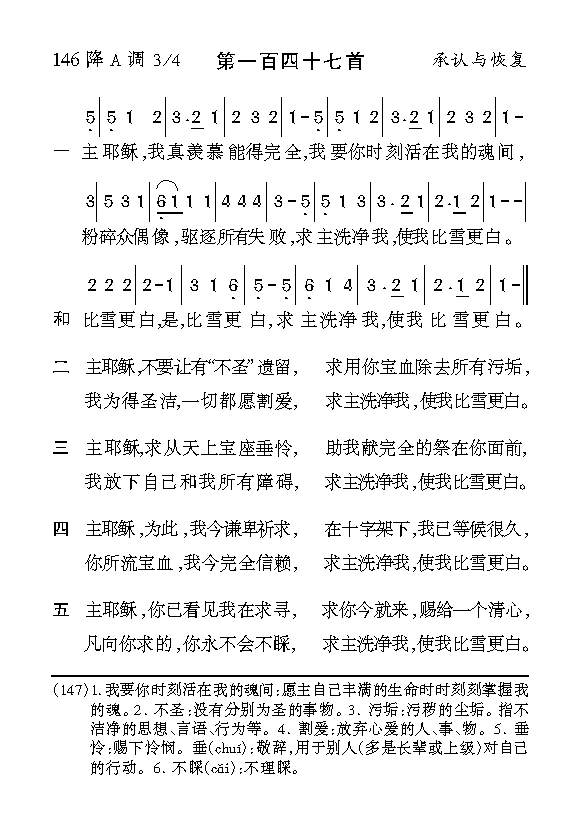 146 降 A 调 3/4 第一百四十七首 承认与恢复
5|5 1 2|3·2 1|2 3 2|1-5|5 1 2|3·2 1|2 3 2|1-
一 主耶稣,我真羡慕能得完全,我要你时刻活在我的魂间,
3|5 3 1|6 1 1 1|4 4 4|3-5|5 1 3|3·2 1|2·1 2|1--
粉碎众偶像,驱逐所有失败,求主洗净我,使我比雪更白。
2 2 2|2-1|3 1 6|5-5|6 1 4|3·2 1|2·1 2|1-‖
和 比雪更白,是,比雪更白,求主洗净我,使我比雪更白。
二 主耶稣,不要让有“不圣”遗留, 求用你宝血除去所有污垢,
我为得圣洁,一切都愿割爱, 求主洗净我,使我比雪更白。
三 主耶稣,求从天上宝座垂怜, 助我献完全的祭在你面前,
我放下自己和我所有障碍, 求主洗净我,使我比雪更白。
四 主耶稣,为此,我今谦卑祈求, 在十字架下,我已等候很久,
你所流宝血,我今完全信赖, 求主洗净我,使我比雪更白。
五 主耶稣,你已看见我在求寻, 求你今就来,赐给一个清心,
凡向你求的,你永不会不睬, 求主洗净我,使我比雪更白。
(147)1.我要你时刻活在我的魂间:愿主自己丰满的生命时时刻刻掌握我
的魂。2. 不圣:没有分别为圣的事物。3. 污垢:污秽的尘垢。指不
洁净的思想、言语、行为等。4. 割爱:放弃心爱的人、事、物。5. 垂
怜:赐下怜悯。垂(chuí):敬辞,用于别人(多是长辈或上级)对自己
的行动。6. 不睬(cǎi):不理睬。